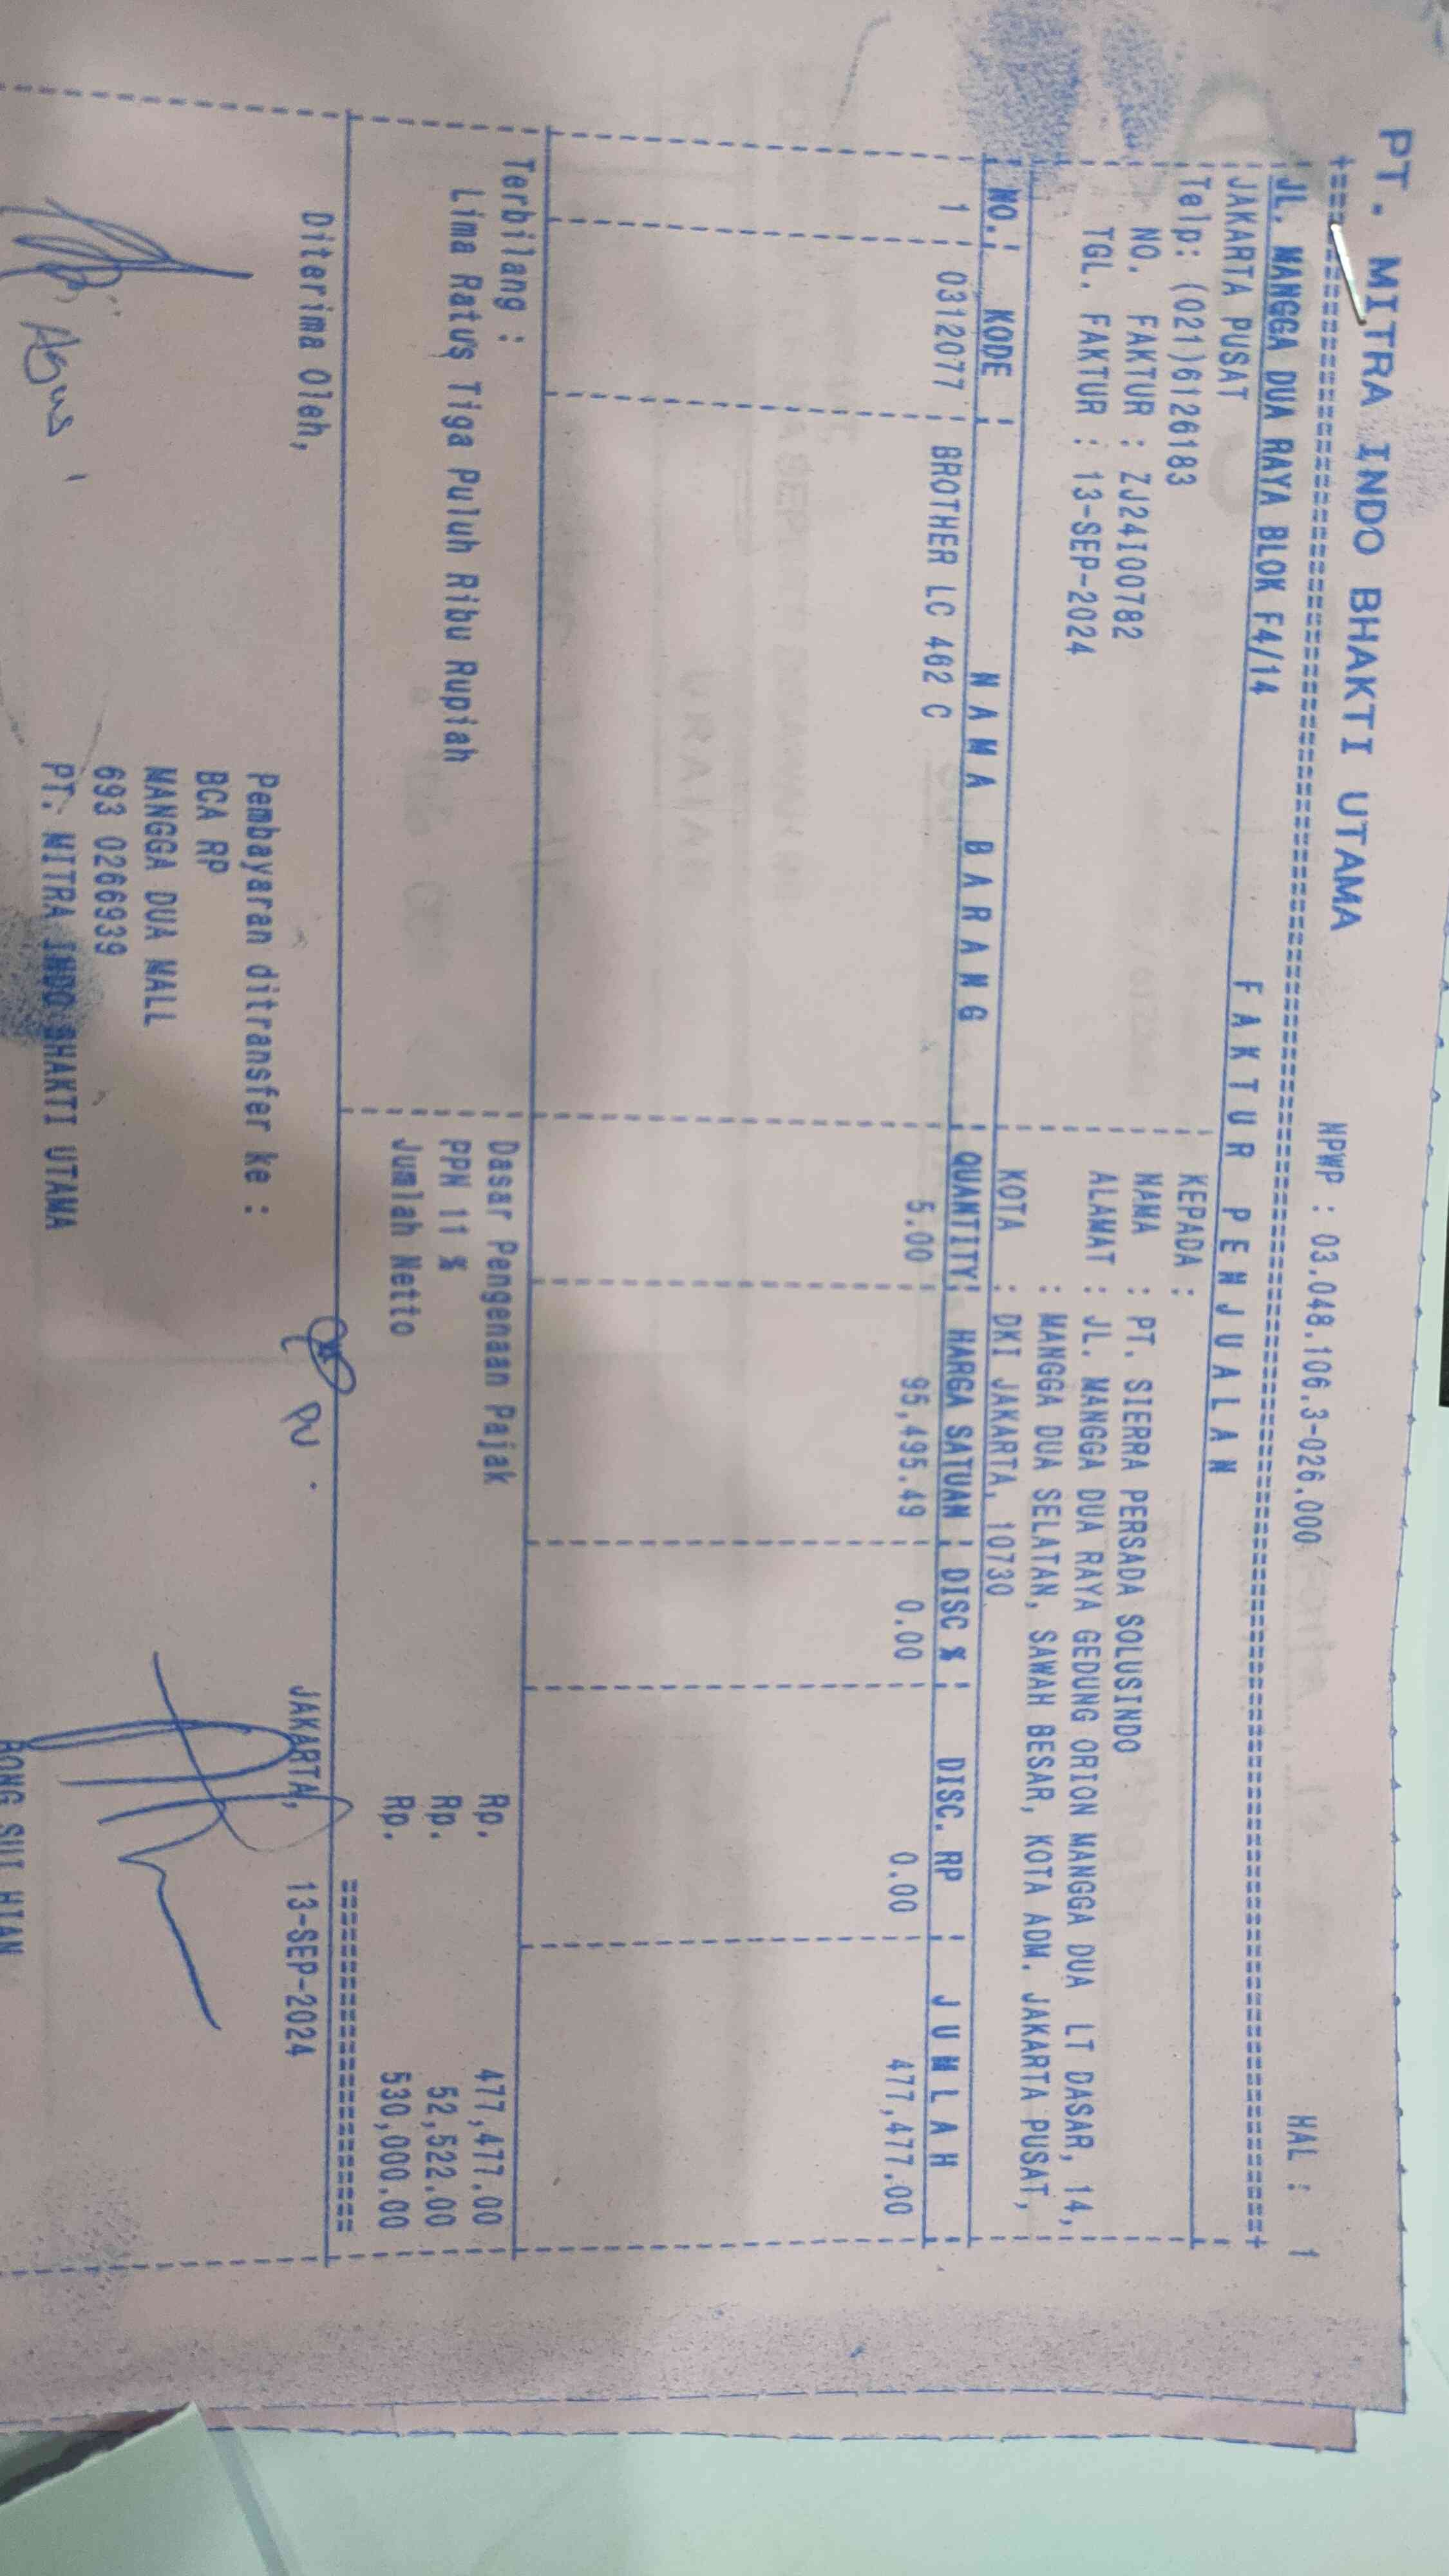 PT. MITRA INDO BHAKTI UTAMA
NPWP : 03.048.106.3-026.000 HAL : 1
JL. MANGGA DUA RAYA BLOK F4/14 F A K T U R P E N J U A L A N
JAKARTA PUSAT
Telp: (021)6126183 KEPADA :
NO. FAKTUR : ZJ24I00782 NAMA : PT. SIERRA PERSADA SOLUSINDO
TGL. FAKTUR : 13-SEP-2024 ALAMAT : JL. MANGGA DUA RAYA GEDUNG ORION MANGGA DUA LT DASAR, 14,
: MANGGA DUA SELATAN, SAWAH BESAR, KOTA ADM. JAKARTA PUSAT,
KOTA : DKI JAKARTA, 10730
NO. KODE N A M A B A R A N G QUANTITY HARGA SATUAN DISC % DISC. RP J U M L A H
1 0312077 BROTHER LC 462 C 5.00 95,495.49 0.00 0.00 477,477.00
Terbilang : Dasar Pengenaan Pajak Rp. 477,477.00
Lima Ratus Tiga Puluh Ribu Rupiah PPN 11 % Rp. 52,522.00
Jumlah Netto Rp. 530,000.00
Diterima Oleh, Pembayaran ditransfer ke : PU. JAKARTA, 13-SEP-2024
BCA RP
MANGGA DUA MALL
693 0266939
Agus PT. MITRA INDO BHAKTI UTAMA
BONG SUI HIAN